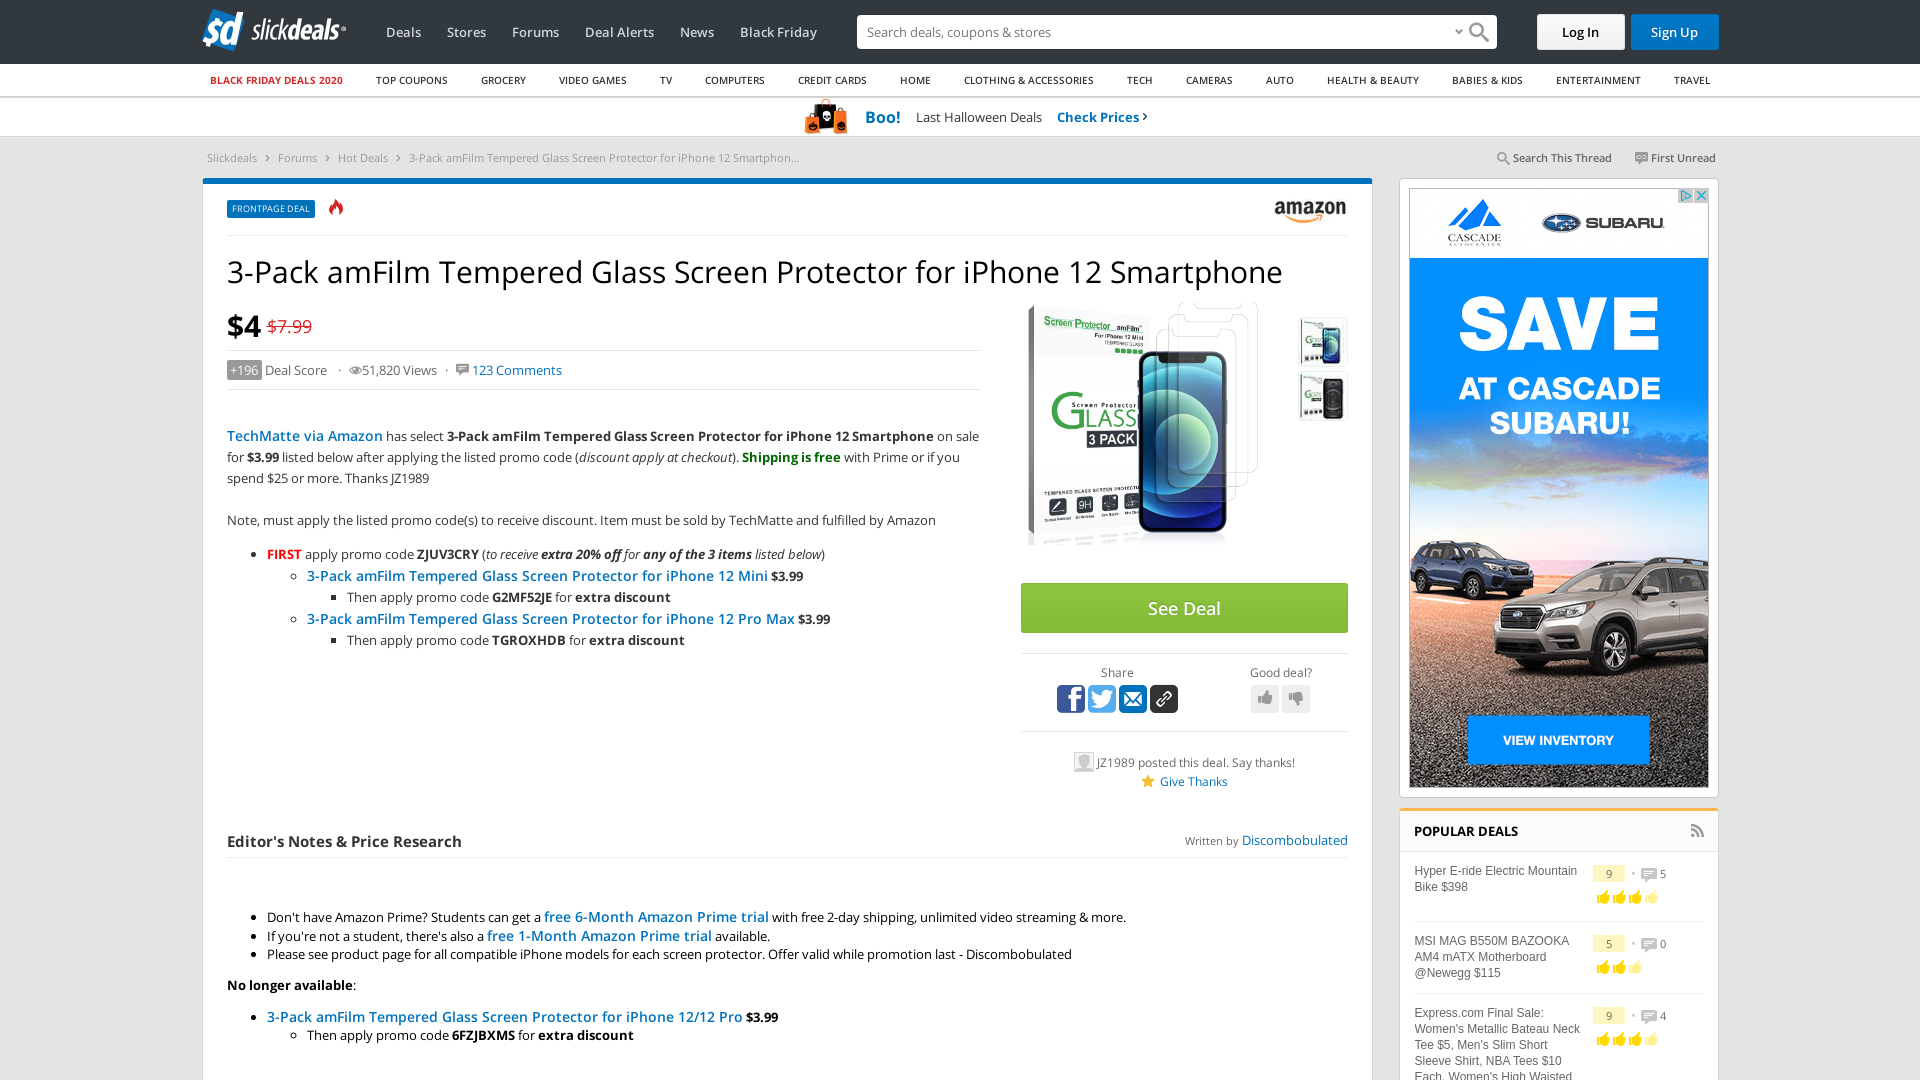 slickdeals
Deals
Stores
Forums
Deal Alerts
News
Black Friday
Search deals, coupons & stores
Log In
Sign Up
BLACK FRIDAY DEALS 2020
TOP COUPONS
GROCERY
VIDEO GAMES
TV
COMPUTERS
CREDIT CARDS
HOME
CLOTHING & ACCESSORIES
TECH
CAMERAS
AUTO
HEALTH & BEAUTY
BABIES & KIDS
ENTERTAINMENT
TRAVEL
Boo! Last Halloween Deals Check Prices ›
Slickdeals › Forums › Hot Deals › 3-Pack amFilm Tempered Glass Screen Protector for iPhone 12 Smartphon...
Search This Thread
First Unread
FRONTPAGE DEAL
amazon
3-Pack amFilm Tempered Glass Screen Protector for iPhone 12 Smartphone
$4 $7.99
+196 Deal Score · 51,820 Views · 123 Comments
TechMatte via Amazon has select 3-Pack amFilm Tempered Glass Screen Protector for iPhone 12 Smartphone on sale
for $3.99 listed below after applying the listed promo code (discount apply at checkout). Shipping is free with Prime or if you
spend $25 or more. Thanks JZ1989
Note, must apply the listed promo code(s) to receive discount. Item must be sold by TechMatte and fulfilled by Amazon
FIRST apply promo code ZJUV3CRY (to receive extra 20% off for any of the 3 items listed below)
3-Pack amFilm Tempered Glass Screen Protector for iPhone 12 Mini $3.99
Then apply promo code G2MF52JE for extra discount
3-Pack amFilm Tempered Glass Screen Protector for iPhone 12 Pro Max $3.99
Then apply promo code TGROXHDB for extra discount
Screen Protector amFilm
For iPhone 12 Mini
TEMPERED GLASS
Screen Protector
GLASS
3 PACK
TEMPERED GLASS SCREEN PROTECTOR
9H
See Deal
Share
Good deal?
JZ1989 posted this deal. Say thanks!
Give Thanks
Editor's Notes & Price Research
Written by Discombobulated
Don't have Amazon Prime? Students can get a free 6-Month Amazon Prime trial with free 2-day shipping, unlimited video streaming & more.
If you're not a student, there's also a free 1-Month Amazon Prime trial available.
Please see product page for all compatible iPhone models for each screen protector. Offer valid while promotion last - Discombobulated
No longer available:
3-Pack amFilm Tempered Glass Screen Protector for iPhone 12/12 Pro $3.99
Then apply promo code 6FZJBXMS for extra discount
CASCADE
AUTOCENTER
SUBARU
SAVE
AT CASCADE
SUBARU!
VIEW INVENTORY
POPULAR DEALS
Hyper E-ride Electric Mountain
Bike $398
9 · 5
MSI MAG B550M BAZOOKA
AM4 mATX Motherboard
@Newegg $115
5 · 0
Express.com Final Sale:
Women's Metallic Bateau Neck
Tee $5, Men's Slim Short
Sleeve Shirt, NBA Tees $10
Each, Women's High Waisted
9 · 4